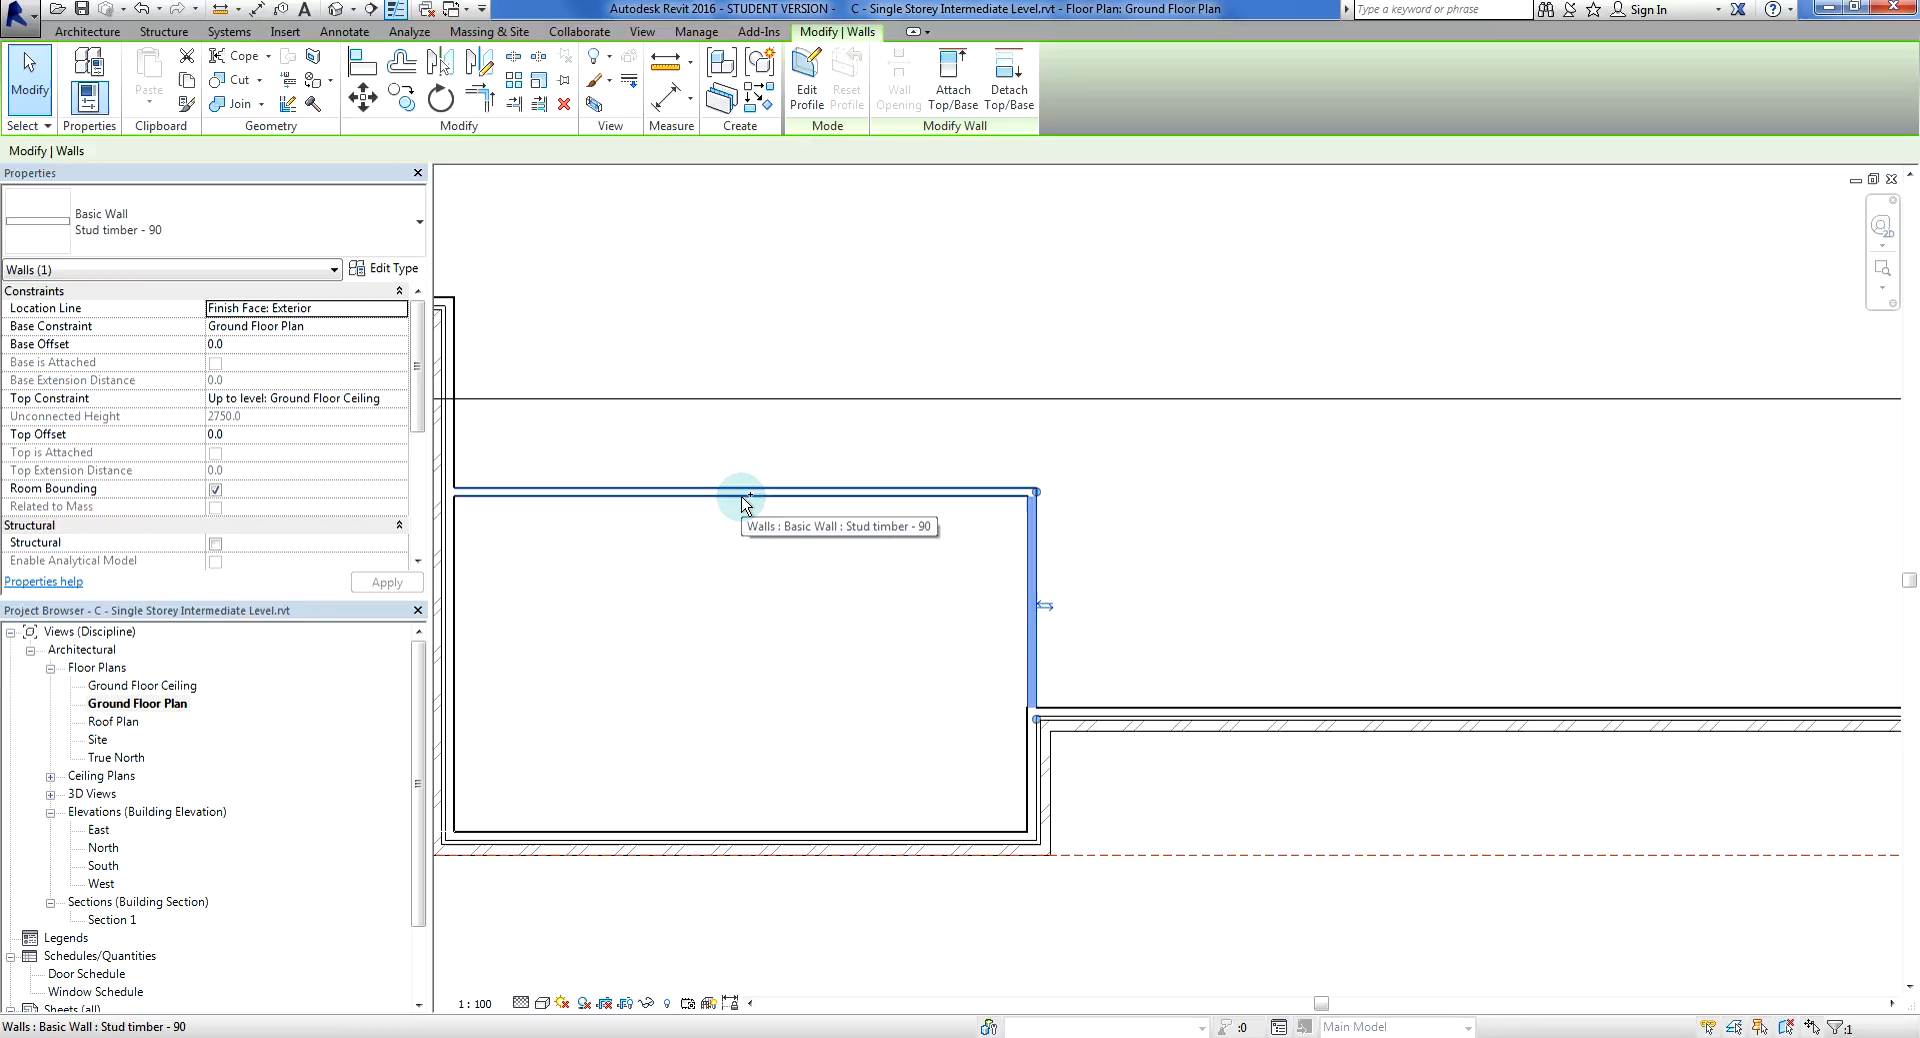 Autodesk Revit 2016 - STUDENT VERSION - C - Single Storey Intermediate Level.rvt - Floor Plan: Ground Floor Plan
Type a keyword or phrase
Sign In
Architecture Structure Systems Insert Annotate Analyze Massing & Site Collaborate View Manage Add-Ins Modify | Walls
Modify
Paste
Cope
Cut
Join
Edit Profile
Reset Profile
Wall Opening
Attach Top/Base
Detach Top/Base
Select Properties Clipboard Geometry Modify View Measure Create Mode Modify Wall
Modify | Walls
Properties
Basic Wall
Stud timber - 90
Walls (1)
Edit Type
Constraints
Location Line Finish Face: Exterior
Base Constraint Ground Floor Plan
Base Offset 0.0
Base is Attached
Base Extension Distance 0.0
Top Constraint Up to level: Ground Floor Ceiling
Unconnected Height 2750.0
Top Offset 0.0
Top is Attached
Top Extension Distance 0.0
Room Bounding
Related to Mass
Structural
Structural
Enable Analytical Model
Properties help
Apply
Project Browser - C - Single Storey Intermediate Level.rvt
Views (Discipline)
Architectural
Floor Plans
Ground Floor Ceiling
Ground Floor Plan
Roof Plan
Site
True North
Ceiling Plans
3D Views
Elevations (Building Elevation)
East
North
South
West
Sections (Building Section)
Section 1
Legends
Schedules/Quantities
Door Schedule
Window Schedule
Sheets (all)
2D
Walls : Basic Wall : Stud timber - 90
1 : 100
Walls : Basic Wall : Stud timber - 90
:0
Main Model
:1